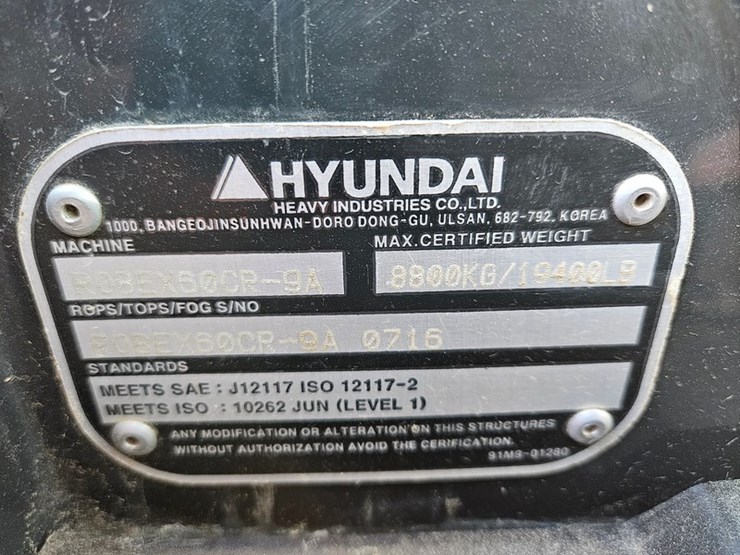 HYUNDAI
HEAVY INDUSTRIES CO.,LTD.
1000, BANGEOJINSUNHWAN-DORO DONG-GU, ULSAN, 682-792, KOREA
MACHINE MAX.CERTIFIED WEIGHT
ROBEX60CR-9A 8800KG/19400LB
ROPS/TOPS/FOG S/NO
ROBEX60CR-9A 0716
STANDARDS
MEETS SAE : J12117 ISO 12117-2
MEETS ISO : 10262 JUN (LEVEL 1)
ANY MODIFICATION OR ALTERATION ON THIS STRUCTURES
WITHOUT AUTHORIZATION AVOID THE CERIFICATION.
91M9-01280